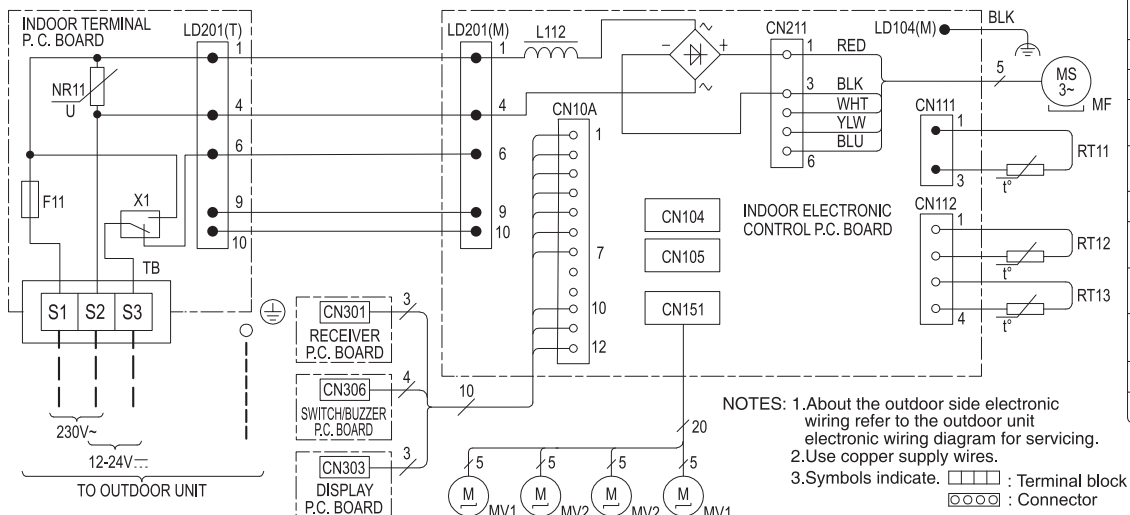 INDOOR TERMINAL
P. C. BOARD
LD201(T)
1
4
6
9
10
NR11
U
F11
X1
TB
S1 S2 S3
230V~
12-24V
TO OUTDOOR UNIT
LD201(M)
1
4
6
9
10
L112
~
- +
~
CN10A
1
7
10
12
CN211
1
3
6
RED
BLK
WHT
YLW
BLU
LD104(M)
BLK
5
MS
3~
MF
CN111
1
3
RT11
t°
CN112
1
4
RT12
t°
RT13
t°
CN104
CN105
CN151
INDOOR ELECTRONIC
CONTROL P.C. BOARD
CN301
RECEIVER
P.C. BOARD
3
CN306
SWITCH/BUZZER
P.C. BOARD
4
CN303
DISPLAY
P.C. BOARD
3
10
20
5 5 5 5
M M M M
MV1 MV2 MV2 MV1
NOTES: 1.About the outdoor side electronic
wiring refer to the outdoor unit
electronic wiring diagram for servicing.
2.Use copper supply wires.
3.Symbols indicate. : Terminal block
: Connector